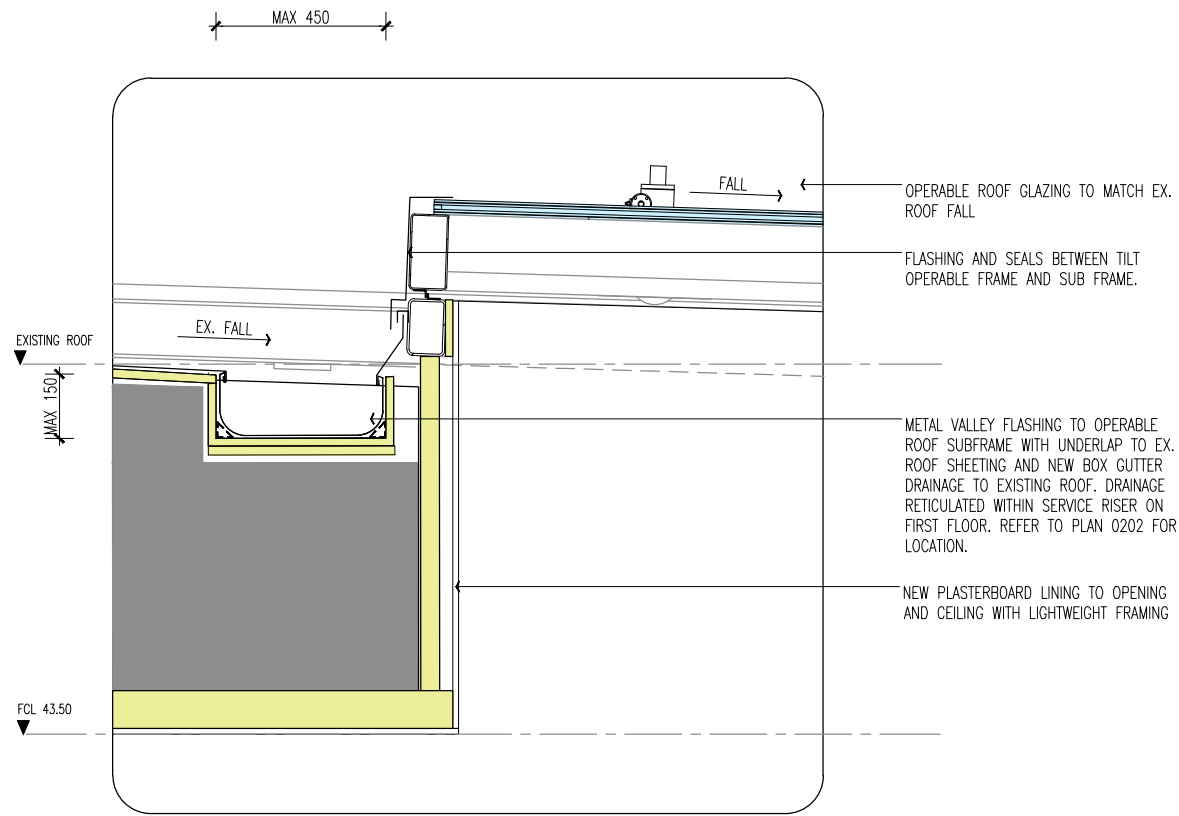 MAX 450
FALL
OPERABLE ROOF GLAZING TO MATCH EX.
ROOF FALL
FLASHING AND SEALS BETWEEN TILT
OPERABLE FRAME AND SUB FRAME.
EX. FALL
EXISTING ROOF
MAX 150
METAL VALLEY FLASHING TO OPERABLE
ROOF SUBFRAME WITH UNDERLAP TO EX.
ROOF SHEETING AND NEW BOX GUTTER
DRAINAGE TO EXISTING ROOF. DRAINAGE
RETICULATED WITHIN SERVICE RISER ON
FIRST FLOOR. REFER TO PLAN 0202 FOR
LOCATION.
NEW PLASTERBOARD LINING TO OPENING
AND CEILING WITH LIGHTWEIGHT FRAMING
FCL 43.50